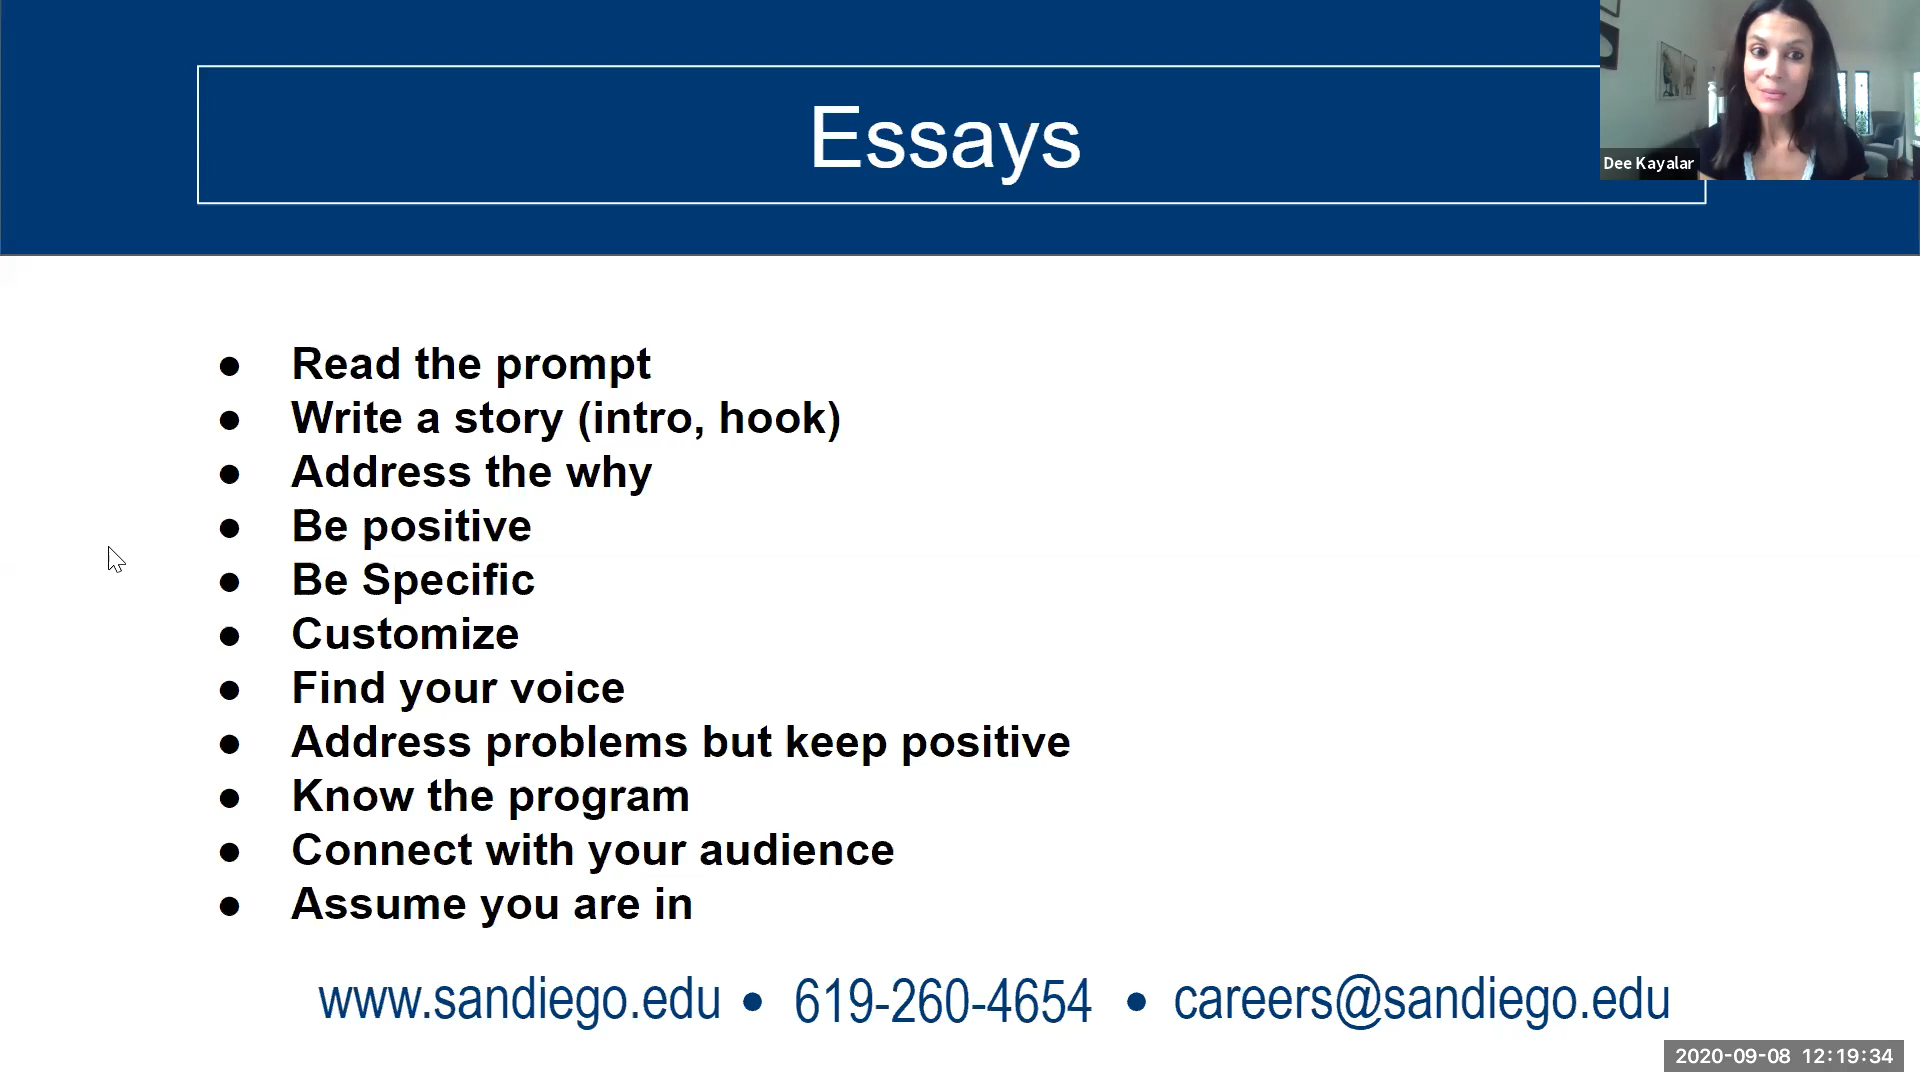 Essays
Dee Kayalar
● Read the prompt
● Write a story (intro, hook)
● Address the why
● Be positive
● Be Specific
● Customize
● Find your voice
● Address problems but keep positive
● Know the program
● Connect with your audience
● Assume you are in
www.sandiego.edu ● 619-260-4654 ● careers@sandiego.edu
2020-09-08 12:19:34